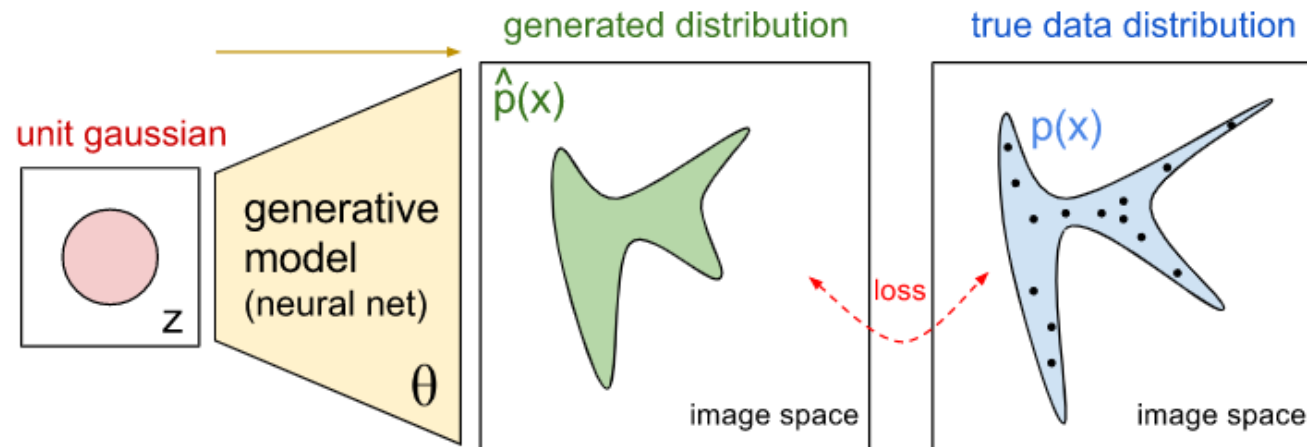 unit gaussian
z
generative
model
(neural net)
θ
generated distribution
p̂(x)
image space
loss
true data distribution
p(x)
image space